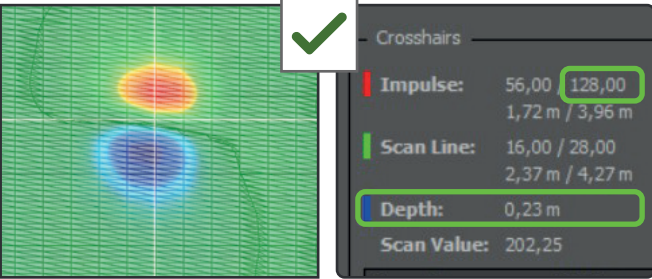 Crosshairs
Impulse: 56,00 / 128,00
1,72 m / 3,96 m
Scan Line: 16,00 / 28,00
2,37 m / 4,27 m
Depth: 0,23 m
Scan Value: 202,25